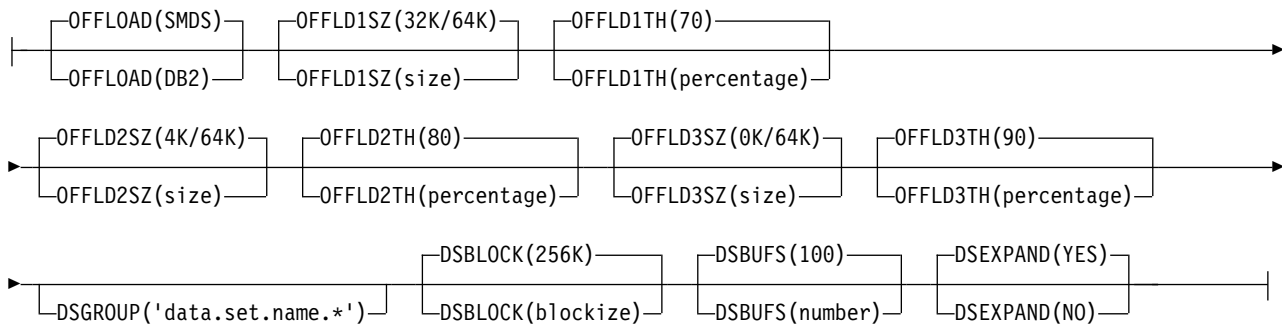 OFFLOAD(SMDS) OFFLD1SZ(32K/64K) OFFLD1TH(70)
OFFLOAD(DB2) OFFLD1SZ(size) OFFLD1TH(percentage)
OFFLD2SZ(4K/64K) OFFLD2TH(80) OFFLD3SZ(0K/64K) OFFLD3TH(90)
OFFLD2SZ(size) OFFLD2TH(percentage) OFFLD3SZ(size) OFFLD3TH(percentage)
DSBLOCK(256K) DSBUFS(100) DSEXPAND(YES)
DSGROUP('data.set.name.*') DSBLOCK(blockize) DSBUFS(number) DSEXPAND(NO)